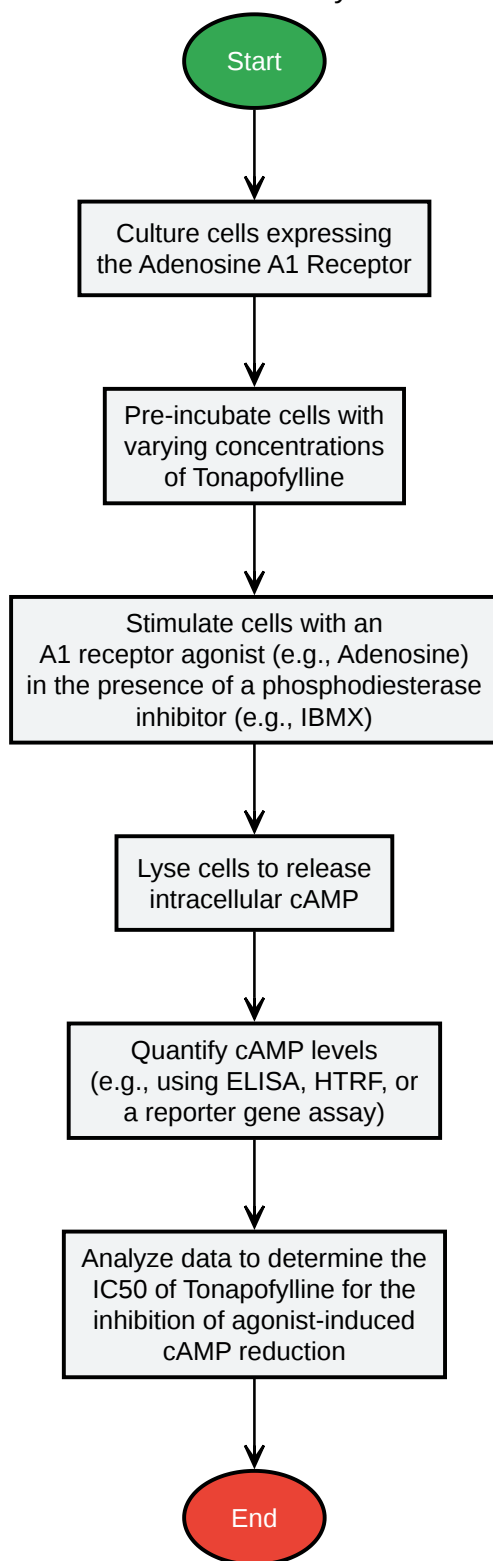 Start
Culture cells expressing
the Adenosine A1 Receptor
Pre-incubate cells with
varying concentrations
of Tonapofylline
Stimulate cells with an
A1 receptor agonist (e.g., Adenosine)
in the presence of a phosphodiesterase
inhibitor (e.g., IBMX)
Lyse cells to release
intracellular cAMP
Quantify cAMP levels
(e.g., using ELISA, HTRF, or
a reporter gene assay)
Analyze data to determine the
IC50 of Tonapofylline for the
inhibition of agonist-induced
cAMP reduction
End